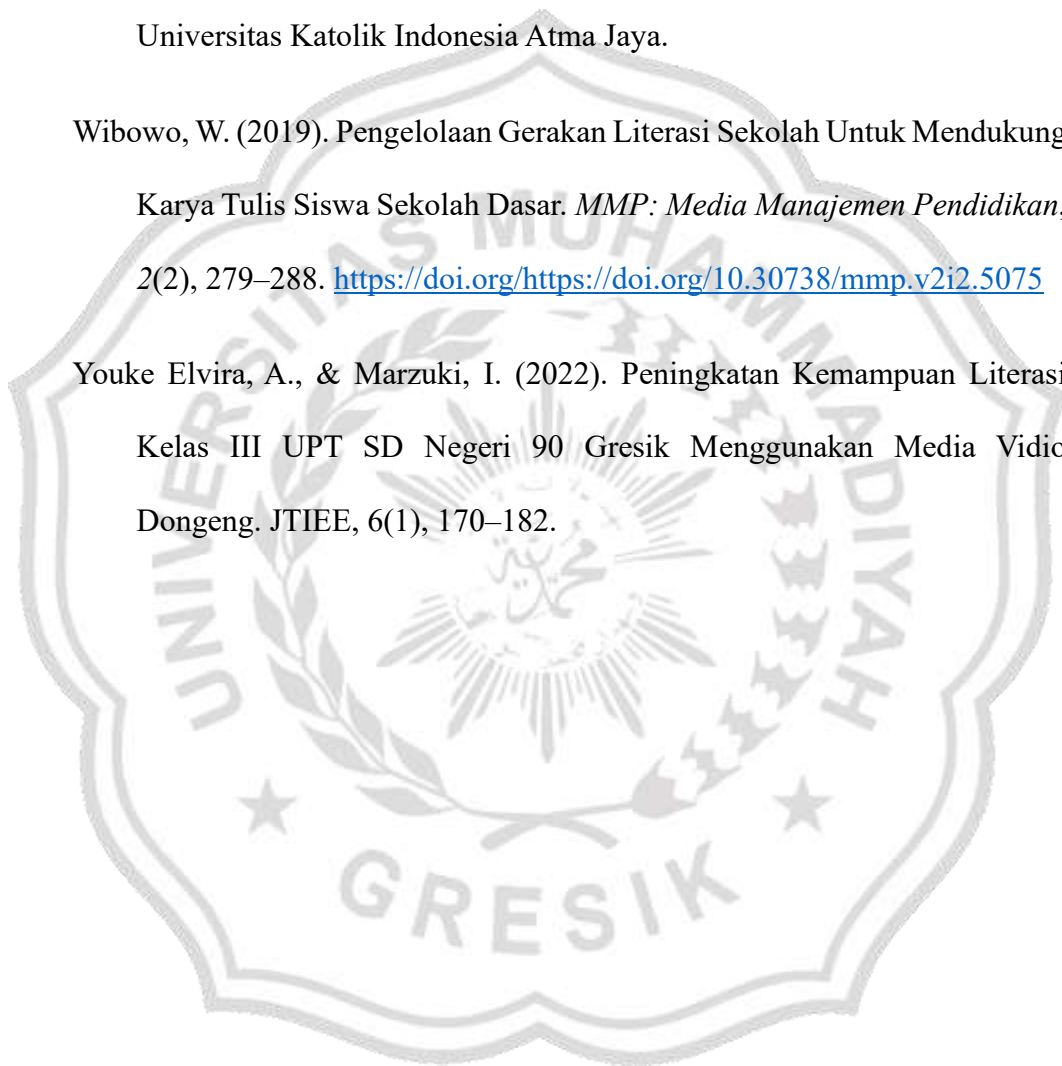 Universitas Katolik Indonesia Atma Jaya.
Wibowo, W. (2019). Pengelolaan Gerakan Literasi Sekolah Untuk Mendukung
Karya Tulis Siswa Sekolah Dasar. MMP: Media Manajemen Pendidikan,
2(2), 279–288. https://doi.org/https://doi.org/10.30738/mmp.v2i2.5075
Youke Elvira, A., & Marzuki, I. (2022). Peningkatan Kemampuan Literasi
Kelas III UPT SD Negeri 90 Gresik Menggunakan Media Vidio
Dongeng. JTIEE, 6(1), 170–182.
UNIVERSITAS MUHAMMADIYAH
GRESIK